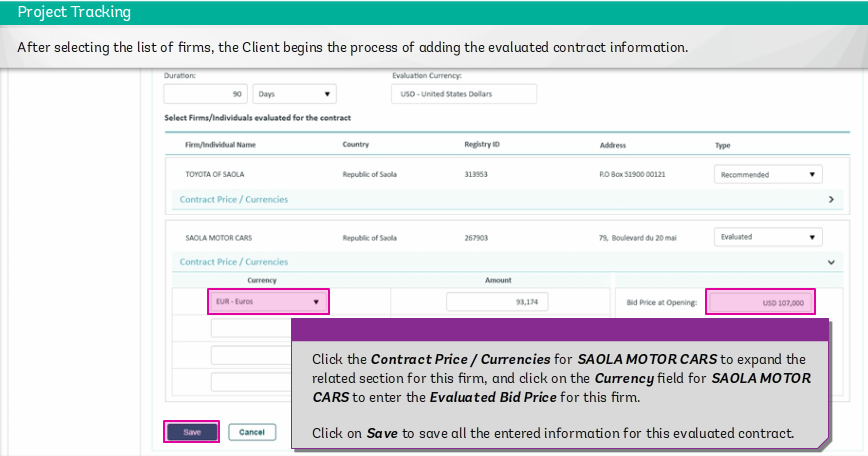 Project Tracking
After selecting the list of firms, the Client begins the process of adding the evaluated contract information.
Duration: Evaluation Currency:
90 Days USD - United States Dollars
Select Firms/Individuals evaluated for the contract
Firm/Individual Name Country Registry ID Address Type
TOYOTA OF SAOLA Republic of Saola 313953 P.O Box 51900 00121 Recommended
Contract Price / Currencies
SAOLA MOTOR CARS Republic of Saola 267903 79, Boulevard du 20 mai Evaluated
Contract Price / Currencies
Currency Amount
EUR - Euros 93,174 Bid Price at Opening: USD 107,000
Click the Contract Price / Currencies for SAOLA MOTOR CARS to expand the
related section for this firm, and click on the Currency field for SAOLA MOTOR
CARS to enter the Evaluated Bid Price for this firm.
Click on Save to save all the entered information for this evaluated contract.
Save Cancel